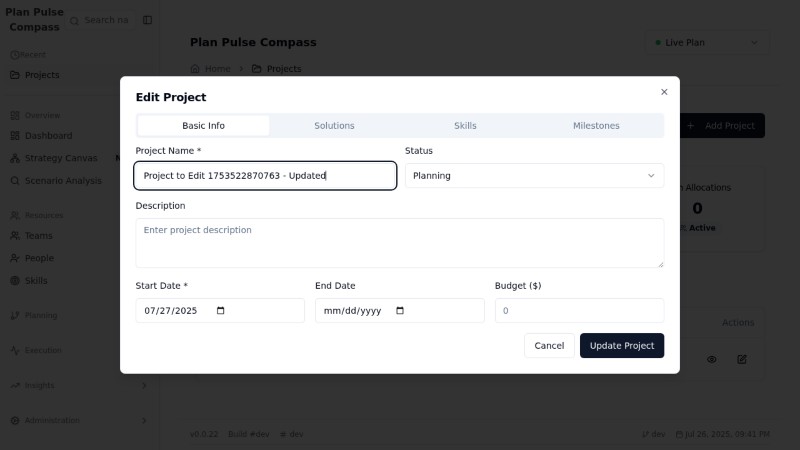 Plan Pulse
Compass
Search na
Recent
Projects
Overview
Dashboard
Strategy Canvas
Scenario Analysis
Resources
Teams
People
Skills
Planning
Execution
Insights
Administration
Plan Pulse Compass
Live Plan
Home
Projects
Add Project
Allocations
0
Active
Actions
Edit Project
Basic Info
Solutions
Skills
Milestones
Project Name *
Status
Project to Edit 1753522870763 - Updated
Planning
Description
Enter project description
Start Date *
End Date
Budget ($)
07/27/2025
mm/dd/yyyy
0
Cancel
Update Project
Build #dev
dev
dev
Jul 26, 2025, 09:41 PM